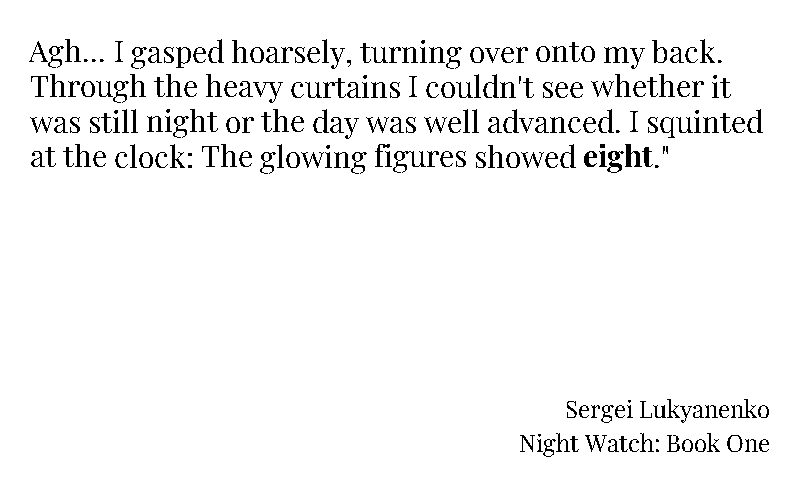 Agh... I gasped hoarsely, turning over onto my back.
Through the heavy curtains I couldn't see whether it
was still night or the day was well advanced. I squinted
at the clock: The glowing figures showed eight."
Sergei Lukyanenko
Night Watch: Book One